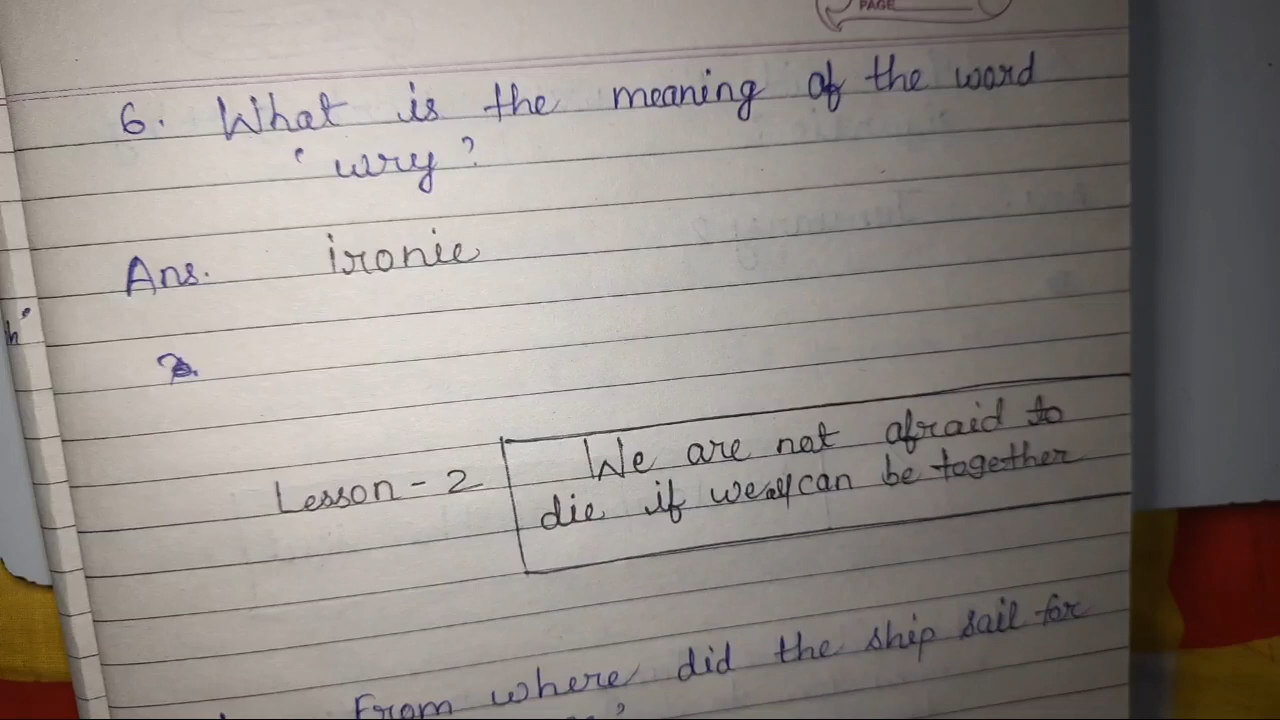 PAGE
6. What is the meaning of the word
' wry ?
Ans. ironic
Lesson - 2 We are not afraid to
die if we all can be together
From where did the ship sail for